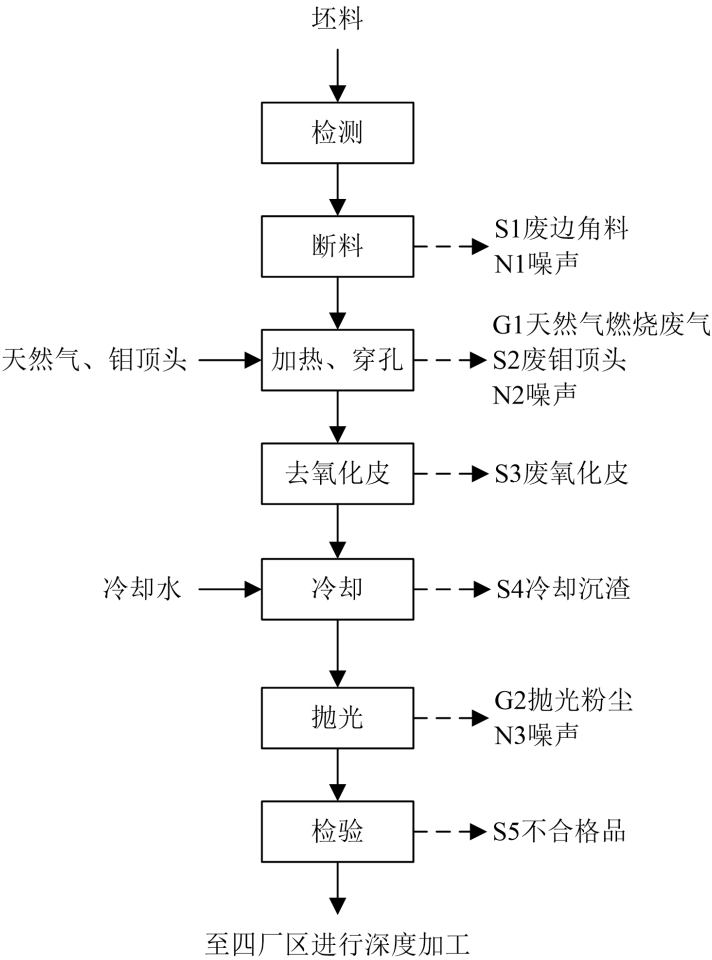 坯料
检测
断料
S1废边角料
N1噪声
天然气、钼顶头
加热、穿孔
G1天然气燃烧废气
S2废钼顶头
N2噪声
去氧化皮
S3废氧化皮
冷却水
冷却
S4冷却沉渣
抛光
G2抛光粉尘
N3噪声
检验
S5不合格品
至四厂区进行深度加工